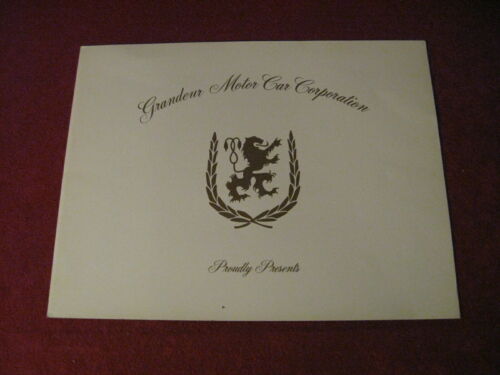 Grandeur Motor Car Corporation
Proudly Presents